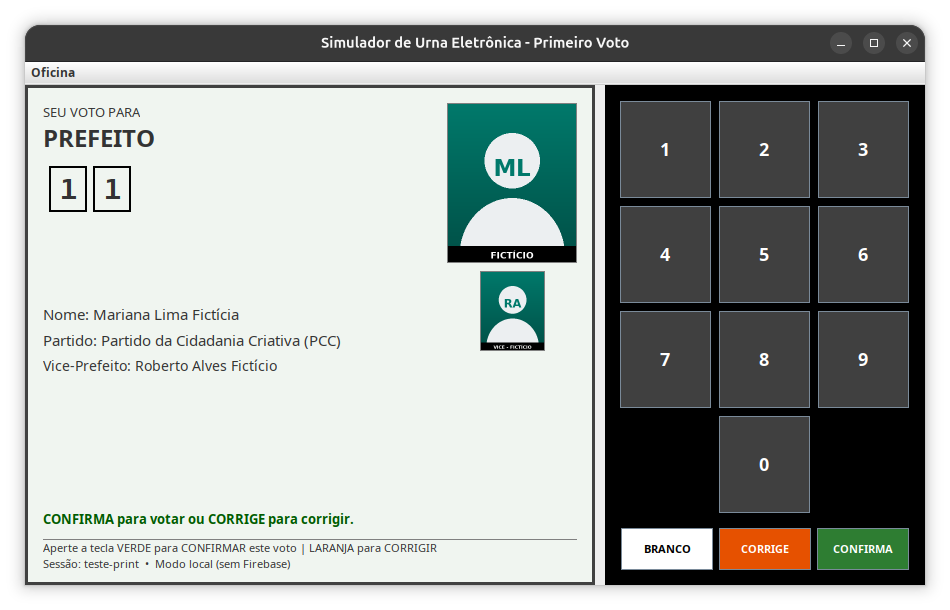 Simulador de Urna Eletrônica - Primeiro Voto
Oficina
SEU VOTO PARA
PREFEITO
1 1
ML
FICTÍCIO
RA
VICE - FICTÍCIO
Nome: Mariana Lima Fictícia
Partido: Partido da Cidadania Criativa (PCC)
Vice-Prefeito: Roberto Alves Fictício
CONFIRMA para votar ou CORRIGE para corrigir.
Aperte a tecla VERDE para CONFIRMAR este voto | LARANJA para CORRIGIR
Sessão: teste-print • Modo local (sem Firebase)
1 2 3
4 5 6
7 8 9
0
BRANCO CORRIGE CONFIRMA